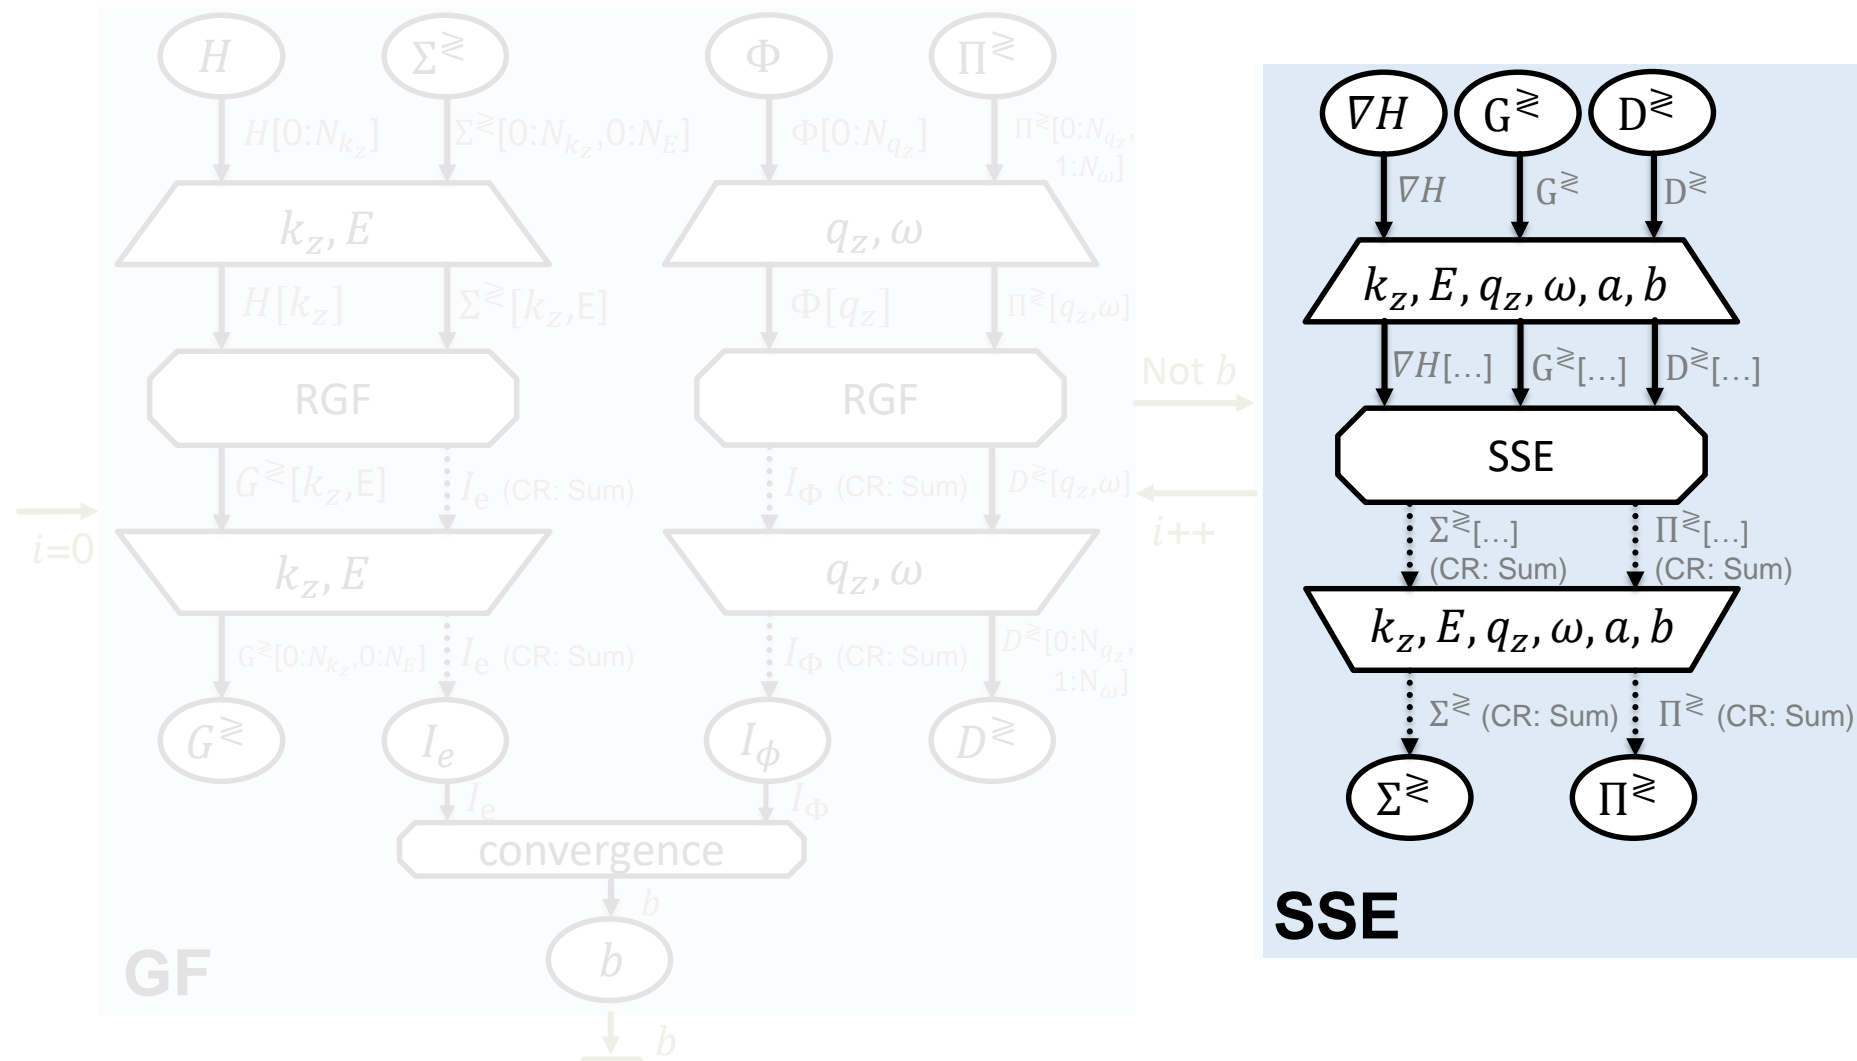 H Σ≷ Φ Π≷
H[0:N_{k_z}] Σ≷[0:N_{k_z},0:N_E] Φ[0:N_{q_z}] Π≷[0:N_{q_z},
1:N_ω]
k_z, E q_z, ω
H[k_z] Σ≷[k_z,E] Φ[q_z] Π≷[q_z,ω]
RGF RGF
G≷[k_z,E] I_e (CR: Sum) I_Φ (CR: Sum) D≷[q_z,ω]
k_z, E q_z, ω
G≷[0:N_{k_z},0:N_E] I_e (CR: Sum) I_Φ (CR: Sum) D≷[0:N_{q_z},
1:N_ω]
G≷ I_e I_ϕ D≷
I_e I_Φ
convergence
b
b
GF
b
i=0
Not b
i++
∇H G≷ D≷
∇H G≷ D≷
k_z, E, q_z, ω, a, b
∇H[…] G≷[…] D≷[…]
SSE
Σ≷[…] Π≷[…]
(CR: Sum) (CR: Sum)
k_z, E, q_z, ω, a, b
Σ≷ (CR: Sum) Π≷ (CR: Sum)
Σ≷ Π≷
SSE